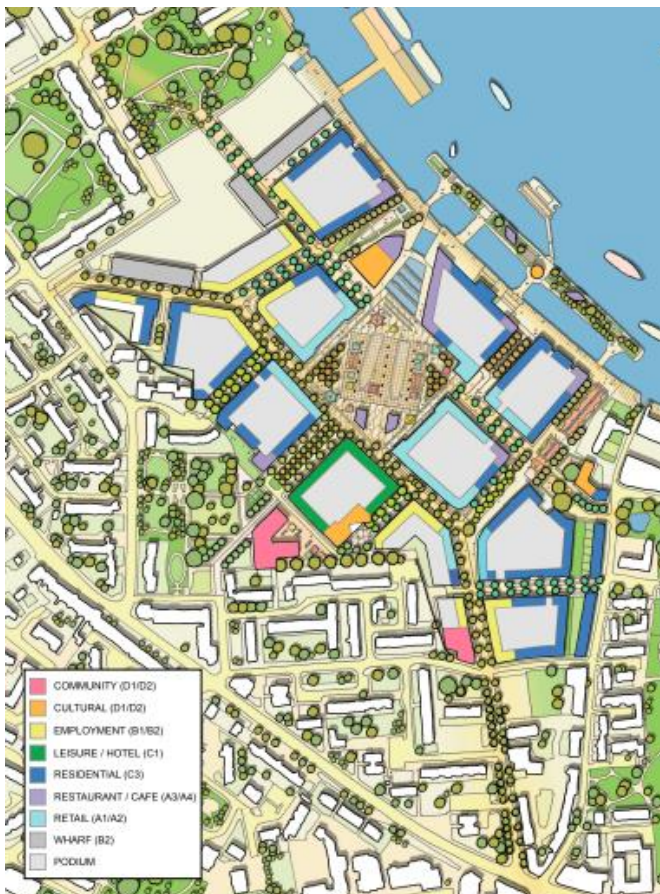 COMMUNITY (D1/D2)
CULTURAL (D1/D2)
EMPLOYMENT (B1/B2)
LEISURE / HOTEL (C1)
RESIDENTIAL (C3)
RESTAURANT / CAFE (A3/A4)
RETAIL (A1/A2)
WHARF (B2)
PODIUM